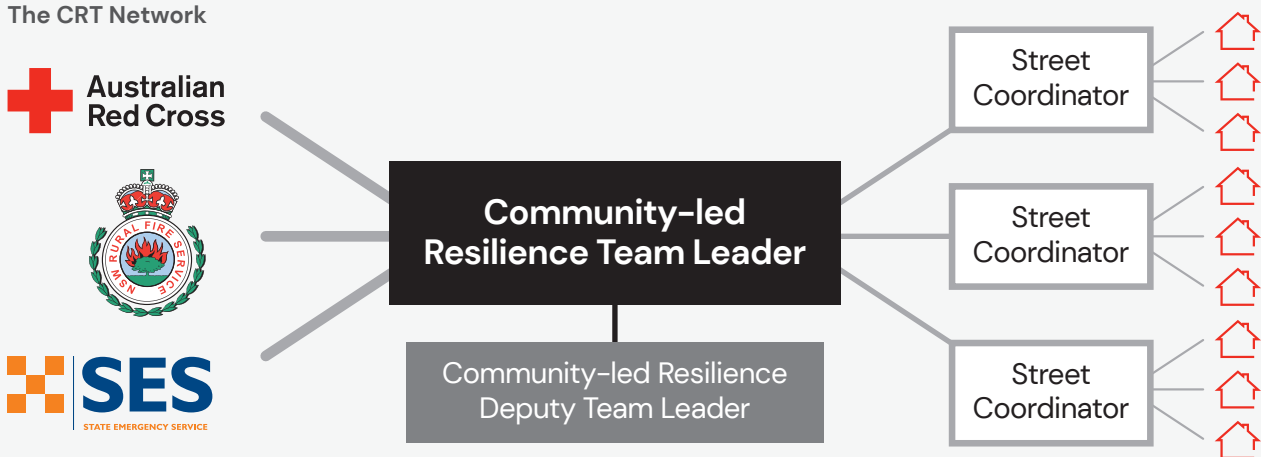 The CRT Network
Australian
Red Cross
NSW RURAL FIRE SERVICE
SES
STATE EMERGENCY SERVICE
Community-led
Resilience Team Leader
Community-led Resilience
Deputy Team Leader
Street
Coordinator
Street
Coordinator
Street
Coordinator